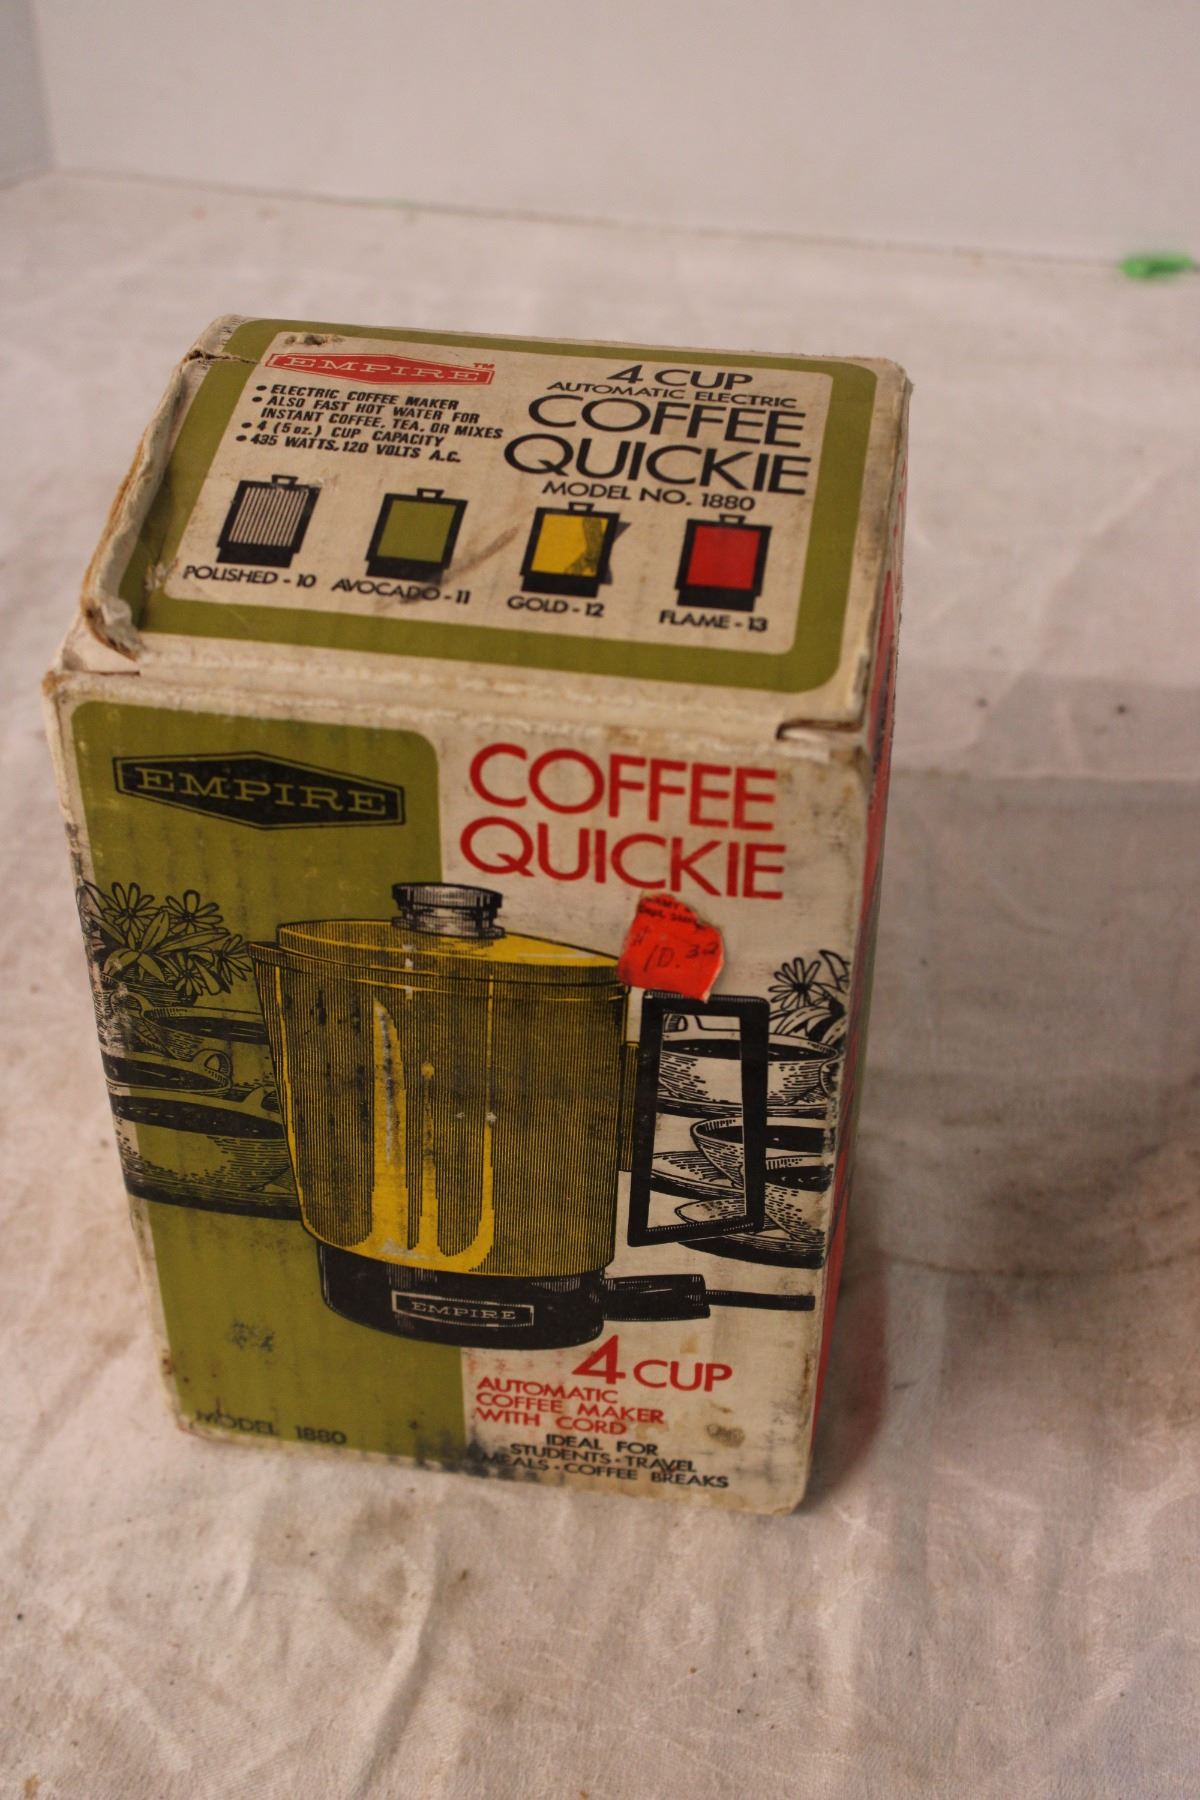 EMPIRE™
• ELECTRIC COFFEE MAKER
• ALSO FAST HOT WATER FOR
INSTANT COFFEE, TEA, OR MIXES
• 4 (5 oz.) CUP CAPACITY
• 435 WATTS, 120 VOLTS A.C.
4 CUP
AUTOMATIC ELECTRIC
COFFEE
QUICKIE
MODEL NO. 1880
POLISHED - 10
AVOCADO - 11
GOLD - 12
FLAME - 13
EMPIRE
COFFEE
QUICKIE
$10.32
EMPIRE
4 CUP
AUTOMATIC
COFFEE MAKER
WITH CORD
IDEAL FOR
STUDENTS • TRAVEL
MEALS • COFFEE BREAKS
MODEL 1880